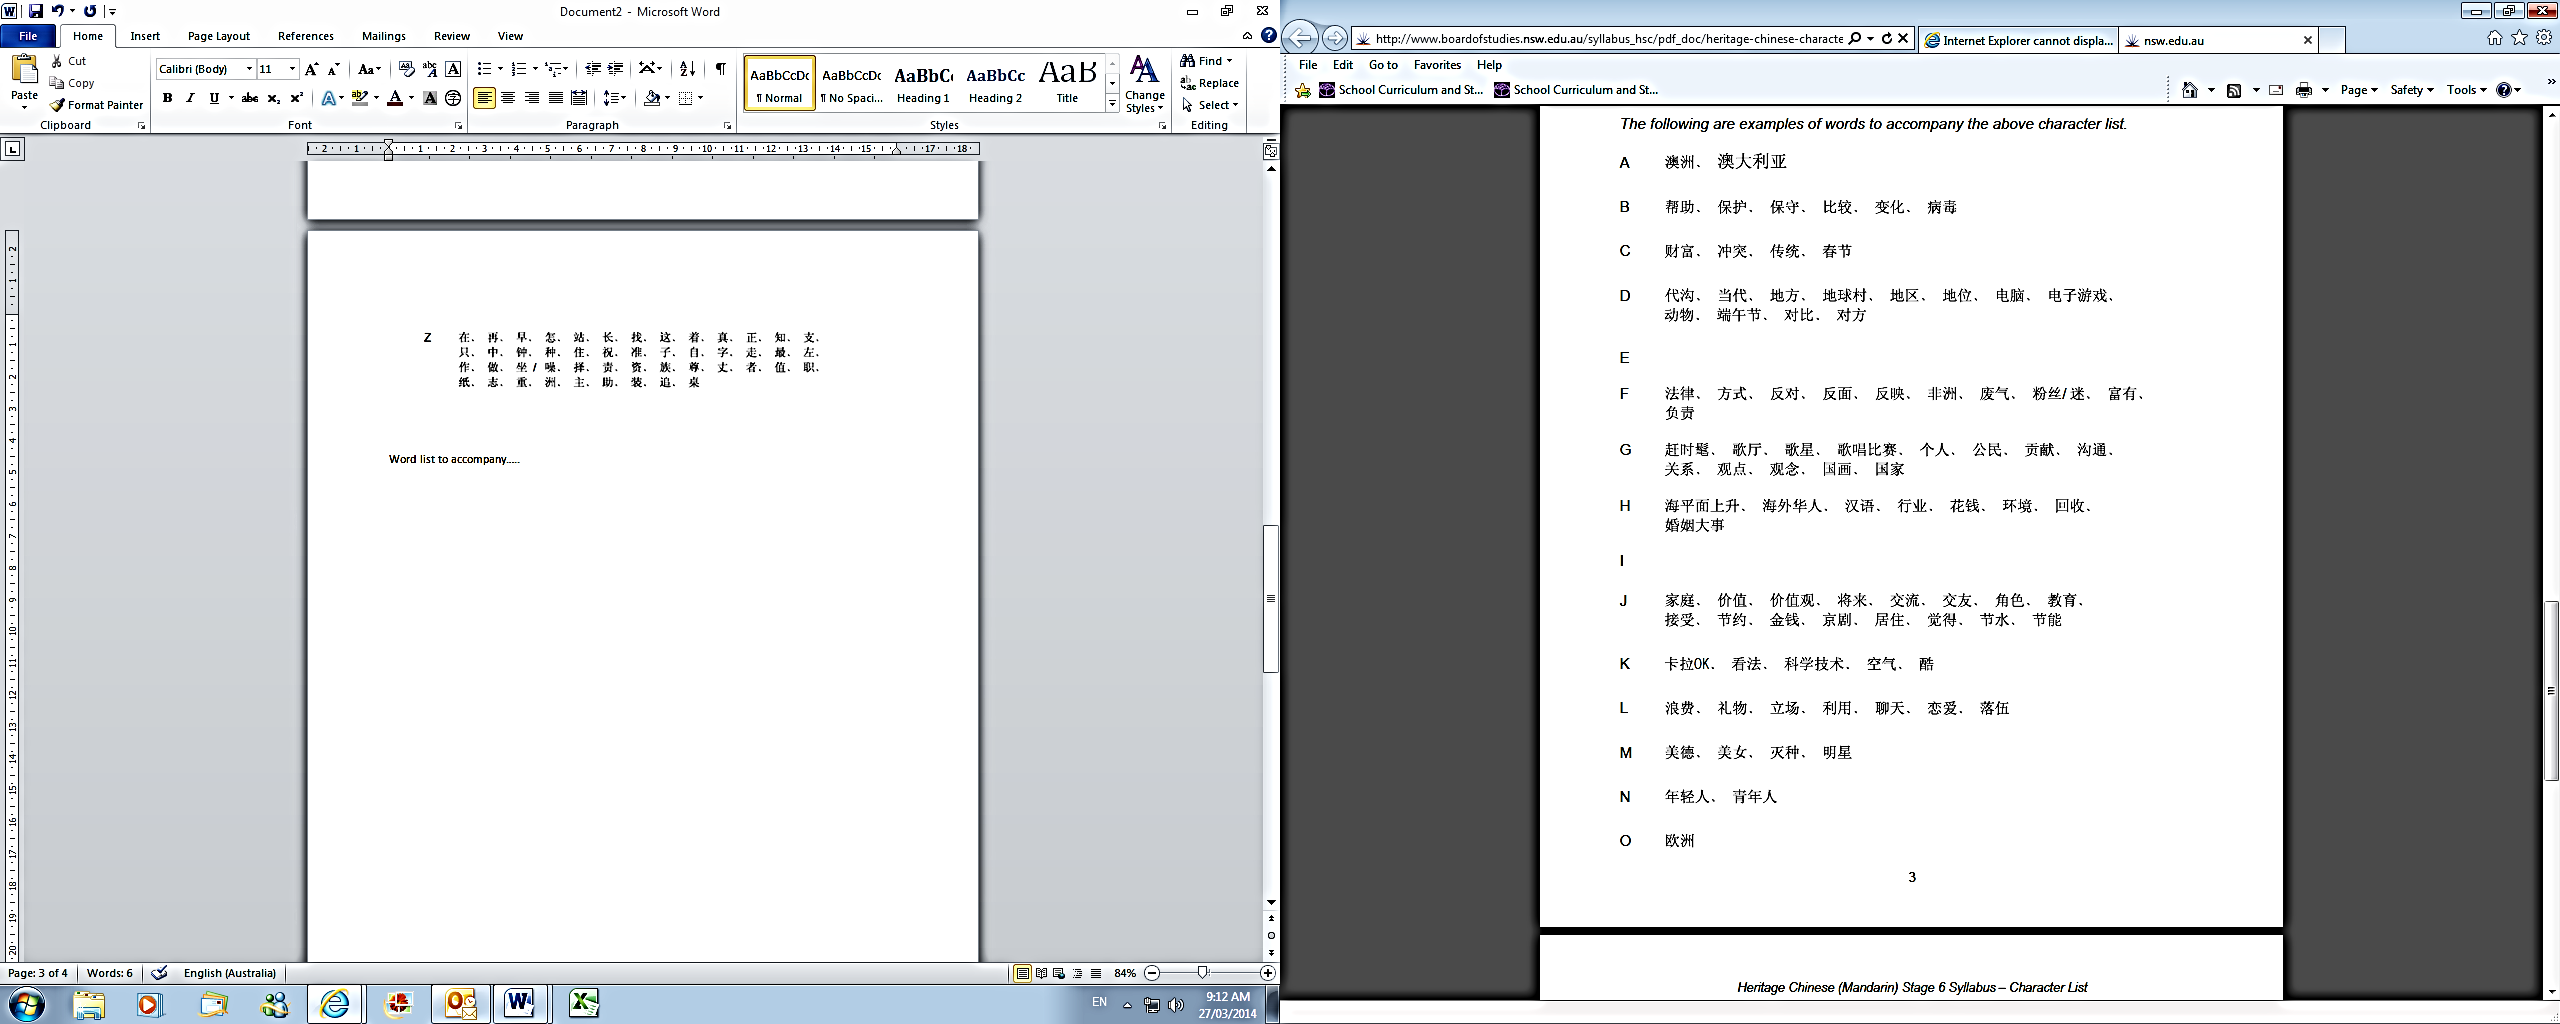 Document2 - Microsoft Word
File Home Insert Page Layout References Mailings Review View
Paste
Cut
Copy
Format Painter
Clipboard
Calibri (Body) 11
Font
Paragraph
AaBbCcDc AaBbCcDc AaBbC AaBbCc AaB
¶ Normal ¶ No Spaci... Heading 1 Heading 2 Title
Change Styles
Styles
Find
Replace
Select
Editing
Z 在、 再、 早、 怎、 站、 长、 找、 这、 着、 真、 正、 知、 支、
只、 中、 钟、 种、 住、 祝、 准、 子、 自、 字、 走、 最、 左、
作、 做、 坐 / 噪、 择、 责、 资、 族、 尊、 丈、 者、 值、 职、
纸、 志、 重、 洲、 主、 助、 装、 追、 桌
Word list to accompany.....
Page: 3 of 4 Words: 6 English (Australia) 84%
EN 9:12 AM
27/03/2014
http://www.boardofstudies.nsw.edu.au/syllabus_hsc/pdf_doc/heritage-chinese-characte
Internet Explorer cannot displa...
nsw.edu.au
File Edit Go to Favorites Help
School Curriculum and St... School Curriculum and St...
Page Safety Tools
The following are examples of words to accompany the above character list.
A 澳洲、 澳大利亚
B 帮助、 保护、 保守、 比较、 变化、 病毒
C 财富、 冲突、 传统、 春节
D 代沟、 当代、 地方、 地球村、 地区、 地位、 电脑、 电子游戏、
动物、 端午节、 对比、 对方
E
F 法律、 方式、 反对、 反面、 反映、 非洲、 废气、 粉丝/ 迷、 富有、
负责
G 赶时髦、 歌厅、 歌星、 歌唱比赛、 个人、 公民、 贡献、 沟通、
关系、 观点、 观念、 国画、 国家
H 海平面上升、 海外华人、 汉语、 行业、 花钱、 环境、 回收、
婚姻大事
I
J 家庭、 价值、 价值观、 将来、 交流、 交友、 角色、 教育、
接受、 节约、 金钱、 京剧、 居住、 觉得、 节水、 节能
K 卡拉OK、 看法、 科学技术、 空气、 酷
L 浪费、 礼物、 立场、 利用、 聊天、 恋爱、 落伍
M 美德、 美女、 灭种、 明星
N 年轻人、 青年人
O 欧洲
3
Heritage Chinese (Mandarin) Stage 6 Syllabus – Character List